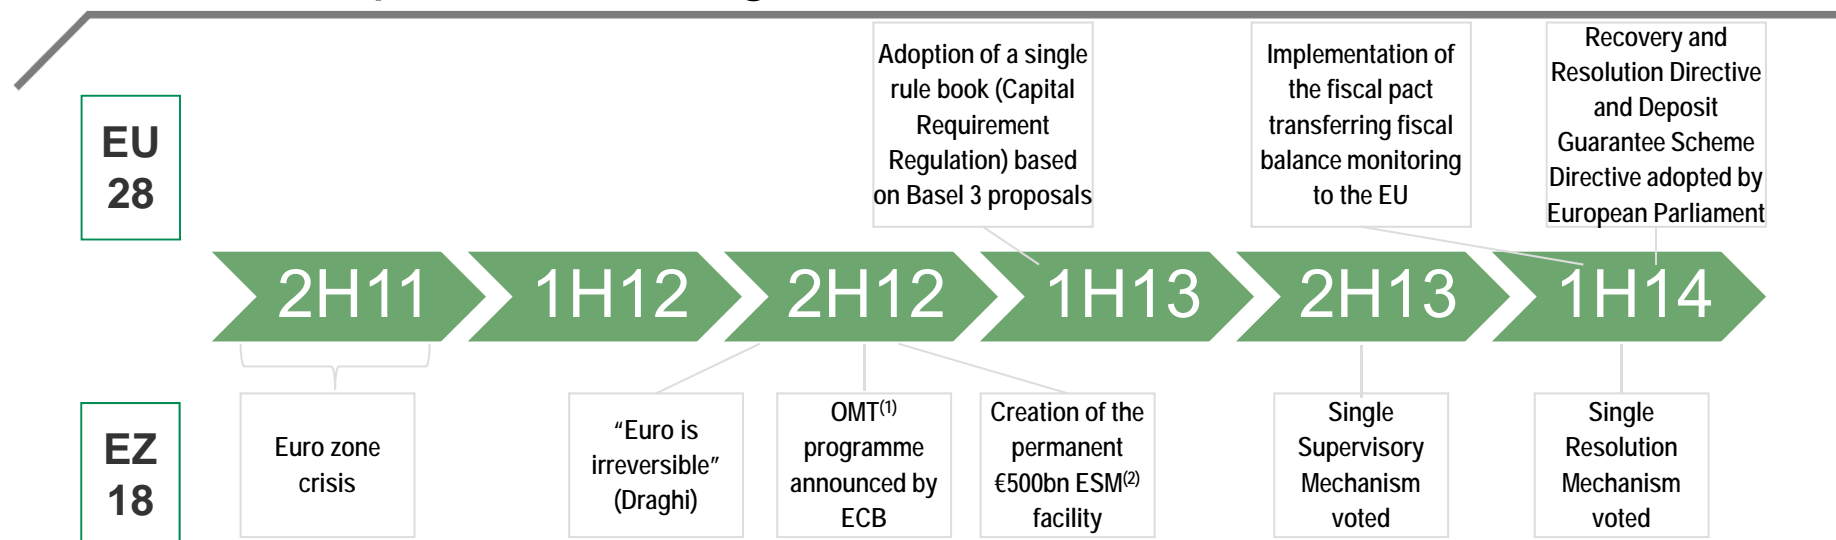 EU
28
Adoption of a single
rule book (Capital
Requirement
Regulation) based
on Basel 3 proposals
Implementation of
the fiscal pact
transferring fiscal
balance monitoring
to the EU
Recovery and
Resolution Directive
and Deposit
Guarantee Scheme
Directive adopted by
European Parliament
2H11
1H12
2H12
1H13
2H13
1H14
EZ
18
Euro zone
crisis
“Euro is
irreversible”
(Draghi)
OMT(1)
programme
announced by
ECB
Creation of the
permanent
€500bn ESM(2)
facility
Single
Supervisory
Mechanism
voted
Single
Resolution
Mechanism
voted